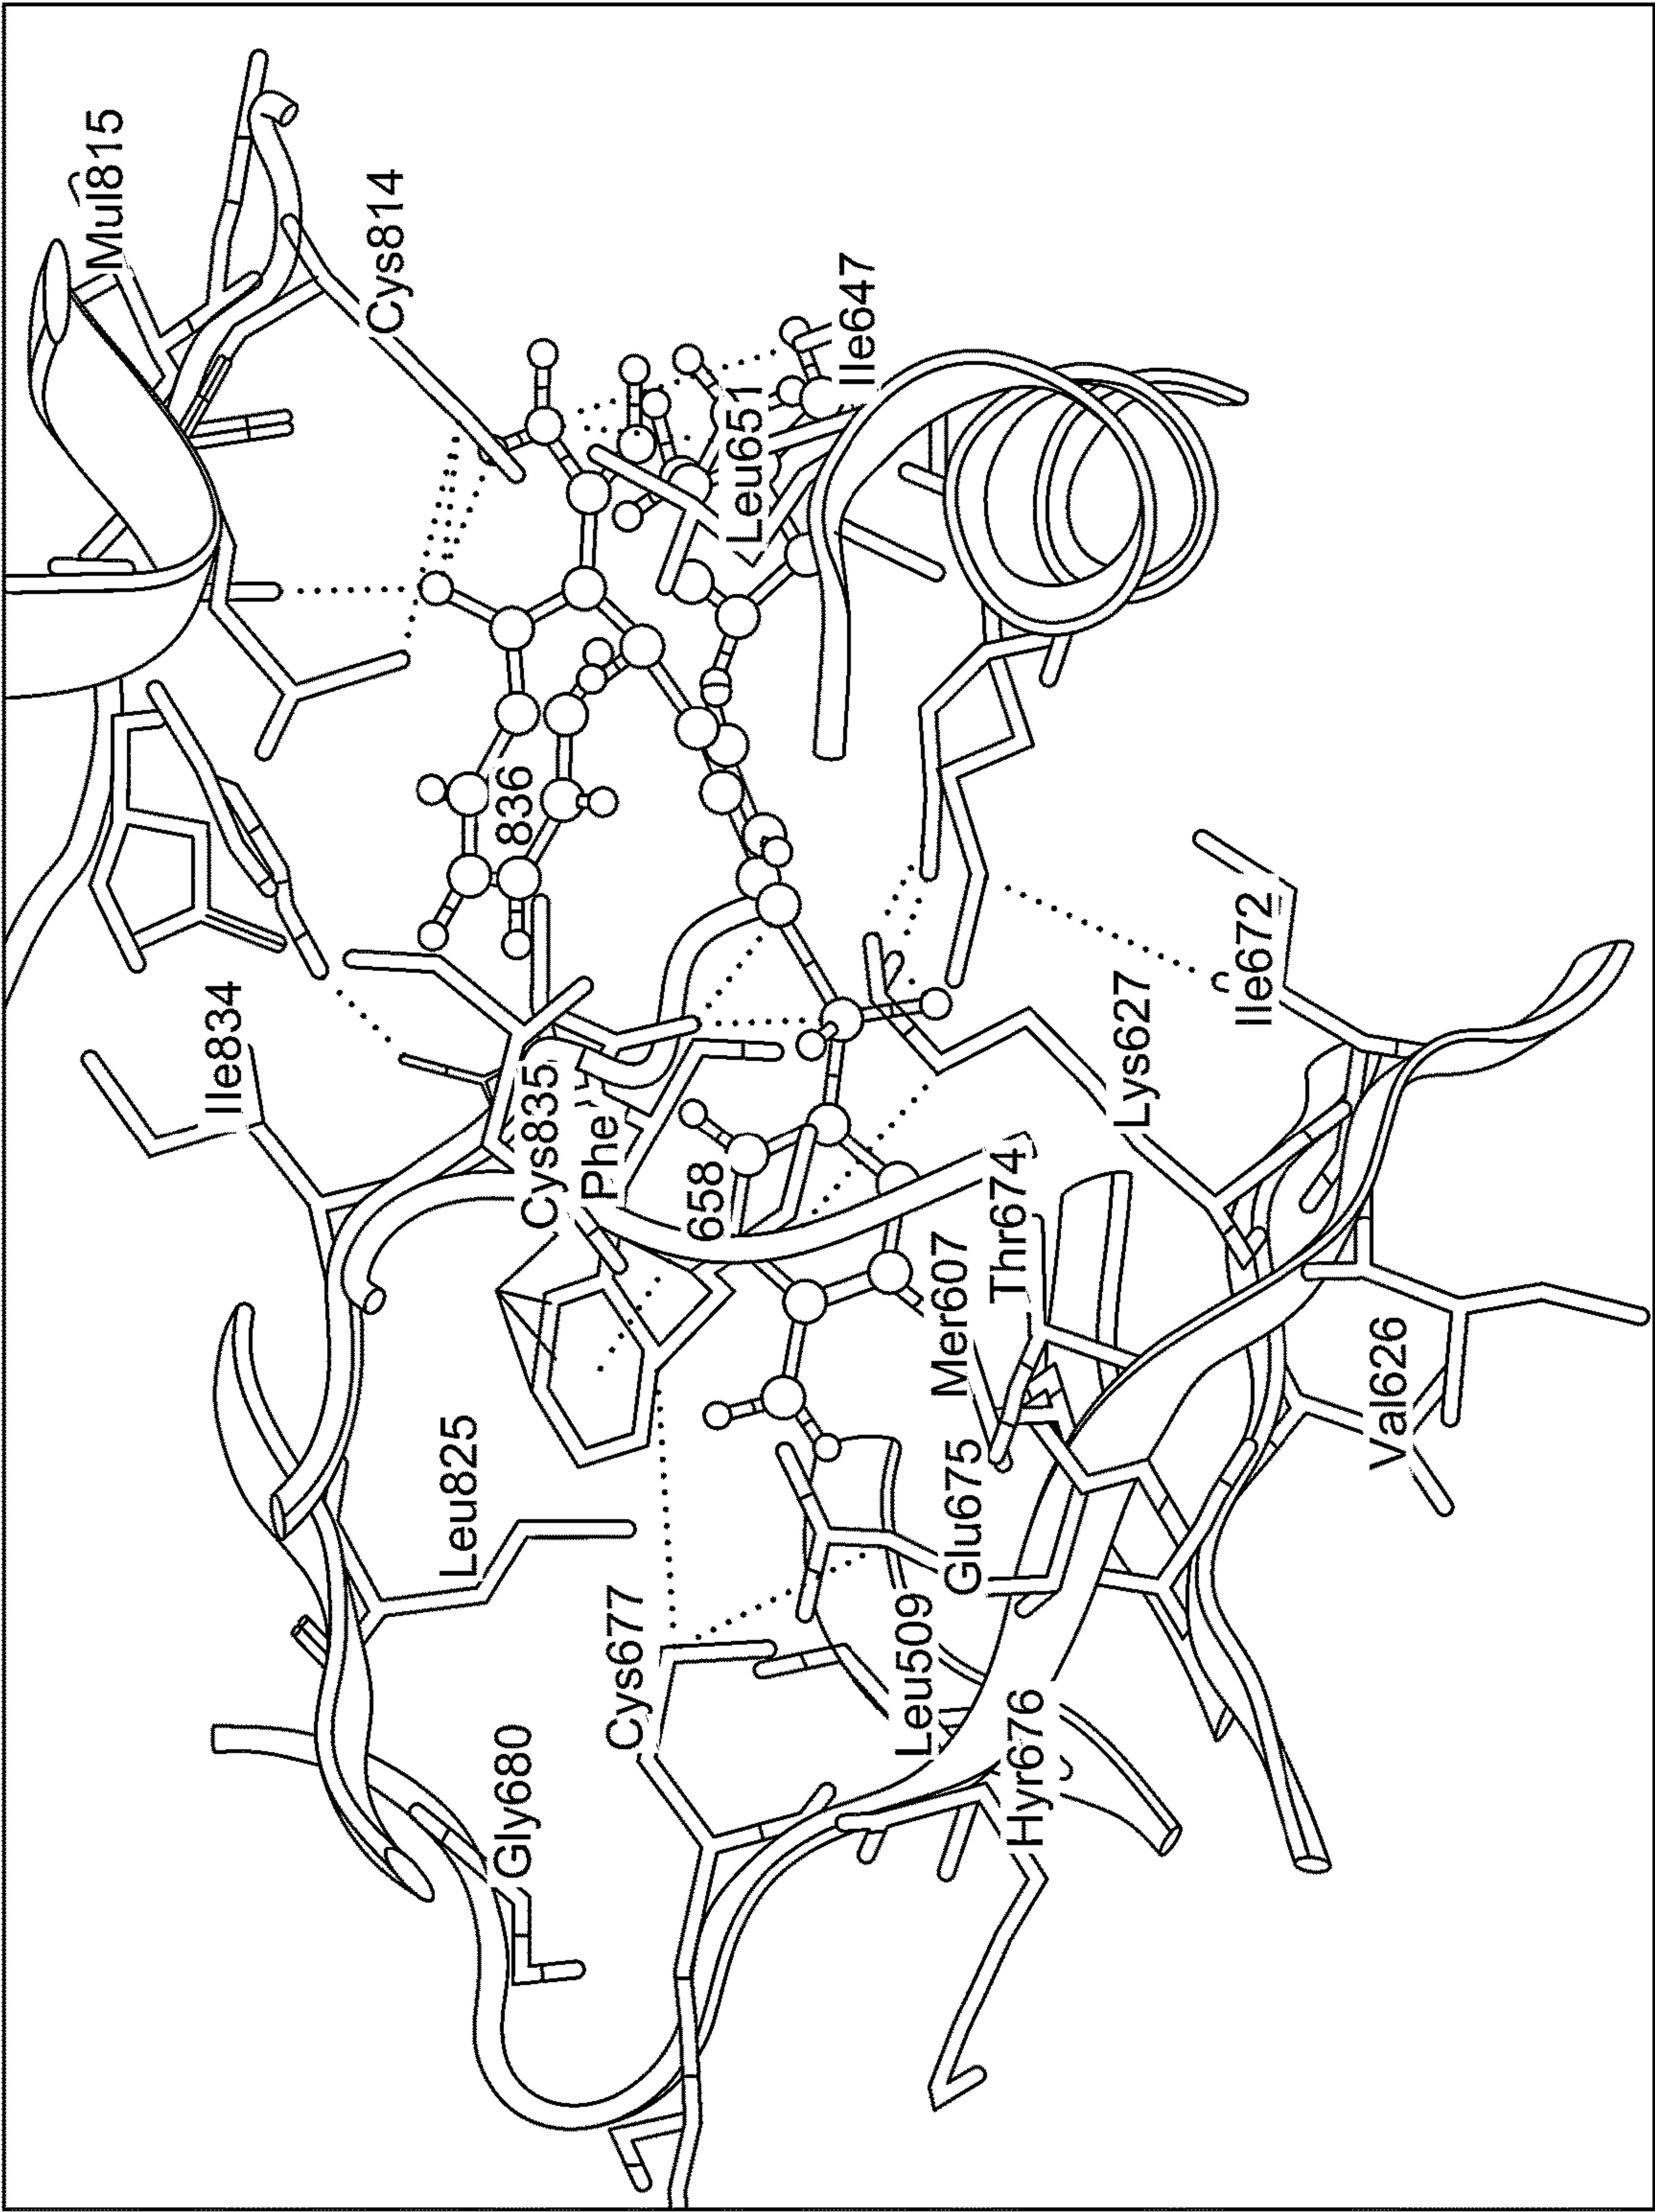 Mul815
Cys814
Ile647
Leu651
836
Ile834
Cys835
Phe
658
Ile672
Lys627
Thr674
Mer607
Val626
Leu825
Glu675
Cys677
Leu509
Gly680
Hyr676